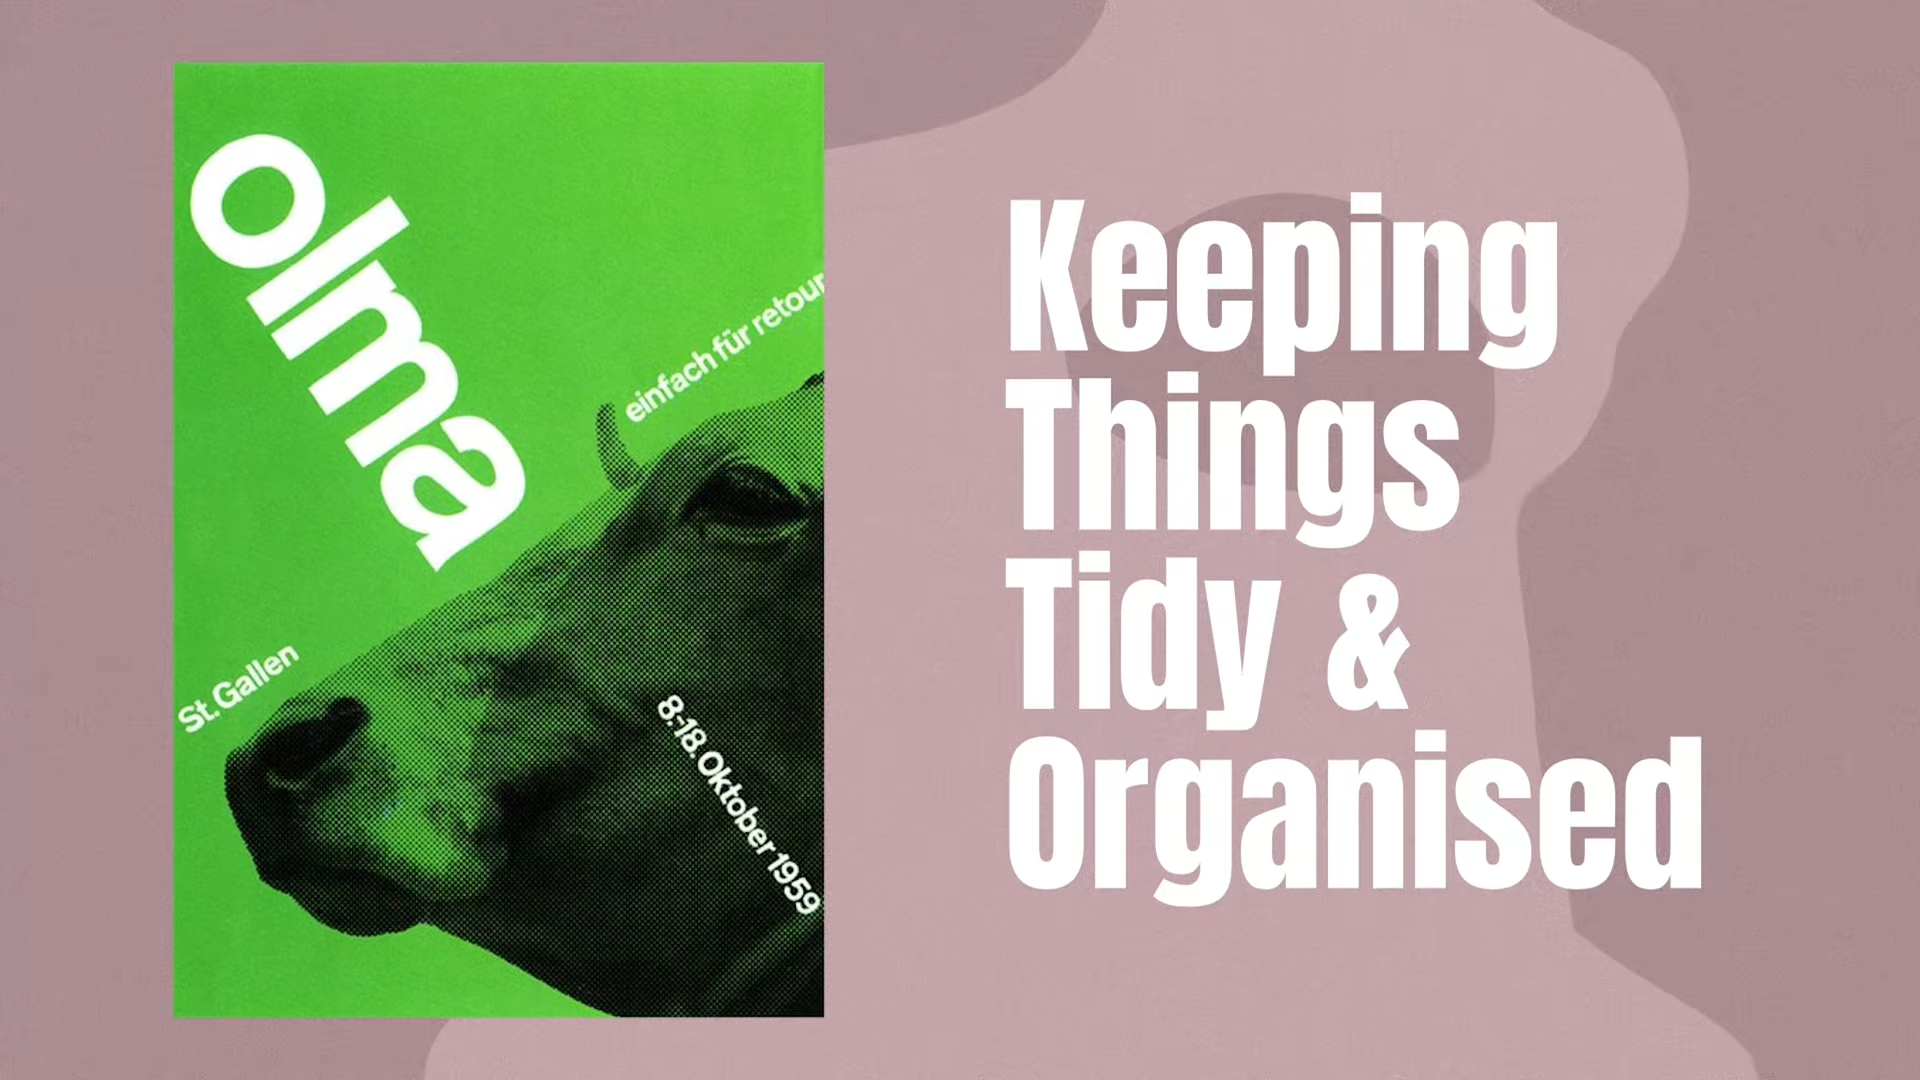 olma
einfach für retour
St. Gallen
8.-18. Oktober 1959
Keeping
Things
Tidy &
Organised